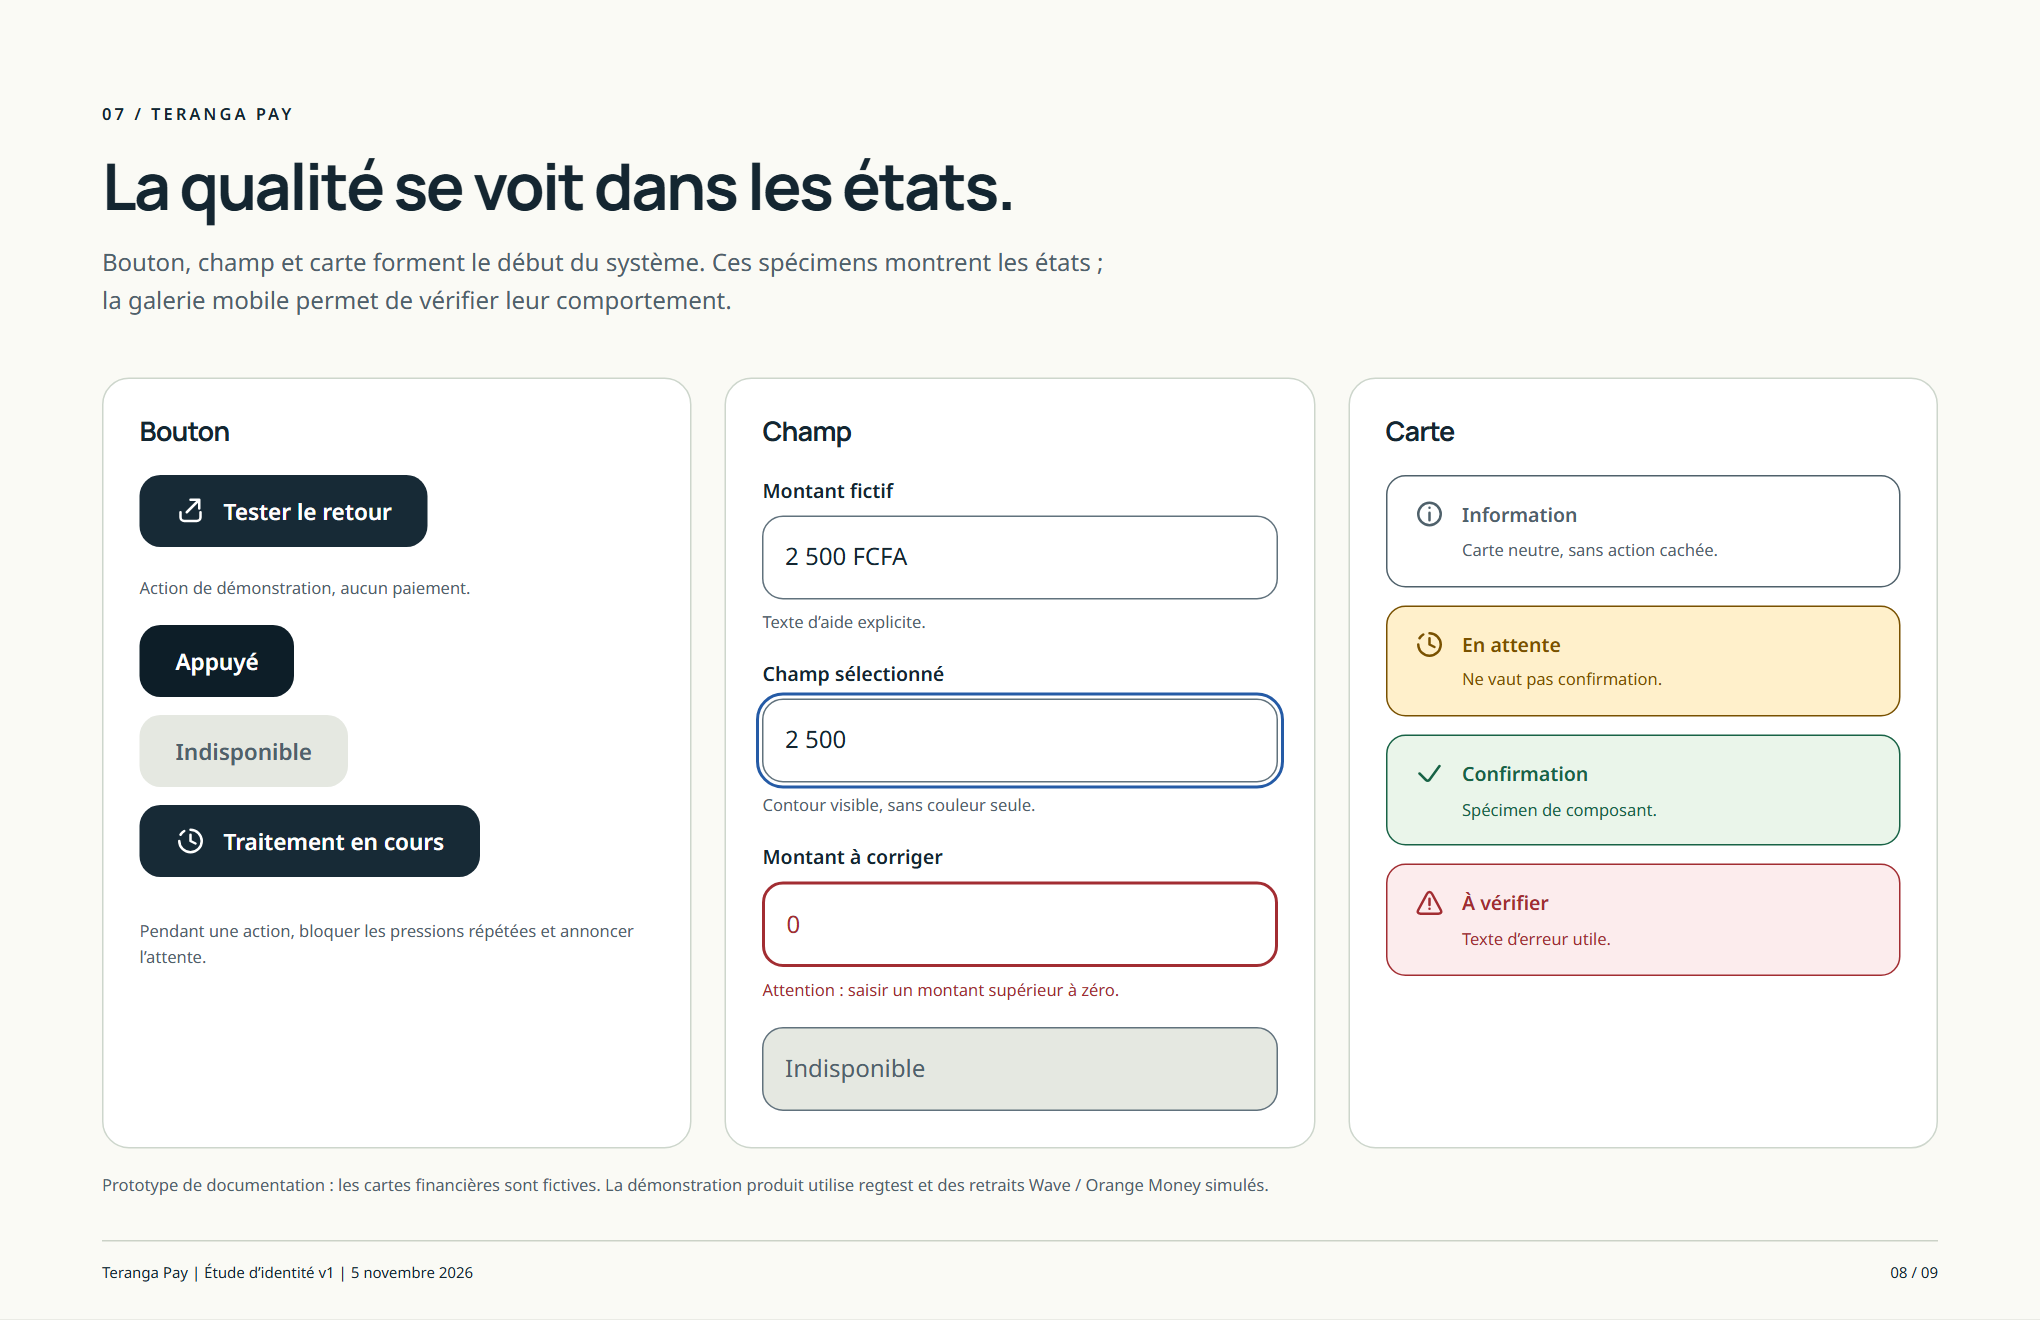 07 / TERANGA PAY
La qualité se voit dans les états.
Bouton, champ et carte forment le début du système. Ces spécimens montrent les états ;
la galerie mobile permet de vérifier leur comportement.
Bouton
Tester le retour
Action de démonstration, aucun paiement.
Appuyé
Indisponible
Traitement en cours
Pendant une action, bloquer les pressions répétées et annoncer
l’attente.
Champ
Montant fictif
2 500 FCFA
Texte d’aide explicite.
Champ sélectionné
2 500
Contour visible, sans couleur seule.
Montant à corriger
0
Attention : saisir un montant supérieur à zéro.
Indisponible
Carte
Information
Carte neutre, sans action cachée.
En attente
Ne vaut pas confirmation.
Confirmation
Spécimen de composant.
À vérifier
Texte d’erreur utile.
Prototype de documentation : les cartes financières sont fictives. La démonstration produit utilise regtest et des retraits Wave / Orange Money simulés.
Teranga Pay | Étude d’identité v1 | 5 novembre 2026
08 / 09